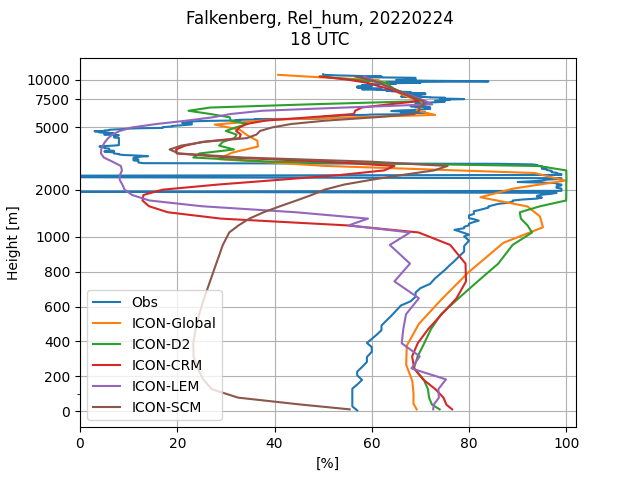 Falkenberg, Rel_hum, 20220224
18 UTC
Height [m]
10000
7500
5000
2000
1000
800
600
400
200
0
Obs
ICON-Global
ICON-D2
ICON-CRM
ICON-LEM
ICON-SCM
0 20 40 60 80 100
[%]